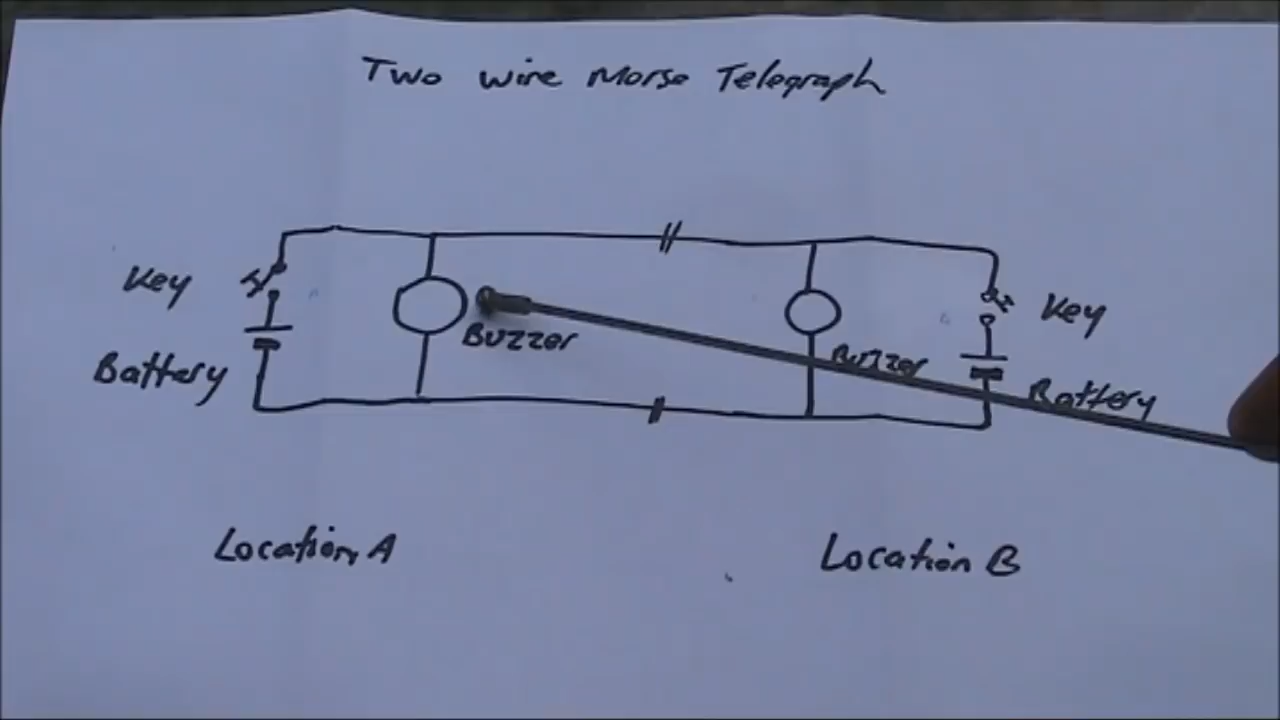 Two wire Morse Telegraph
Key
Battery
Buzzer
Buzzer
Key
Battery
Location A
Location B